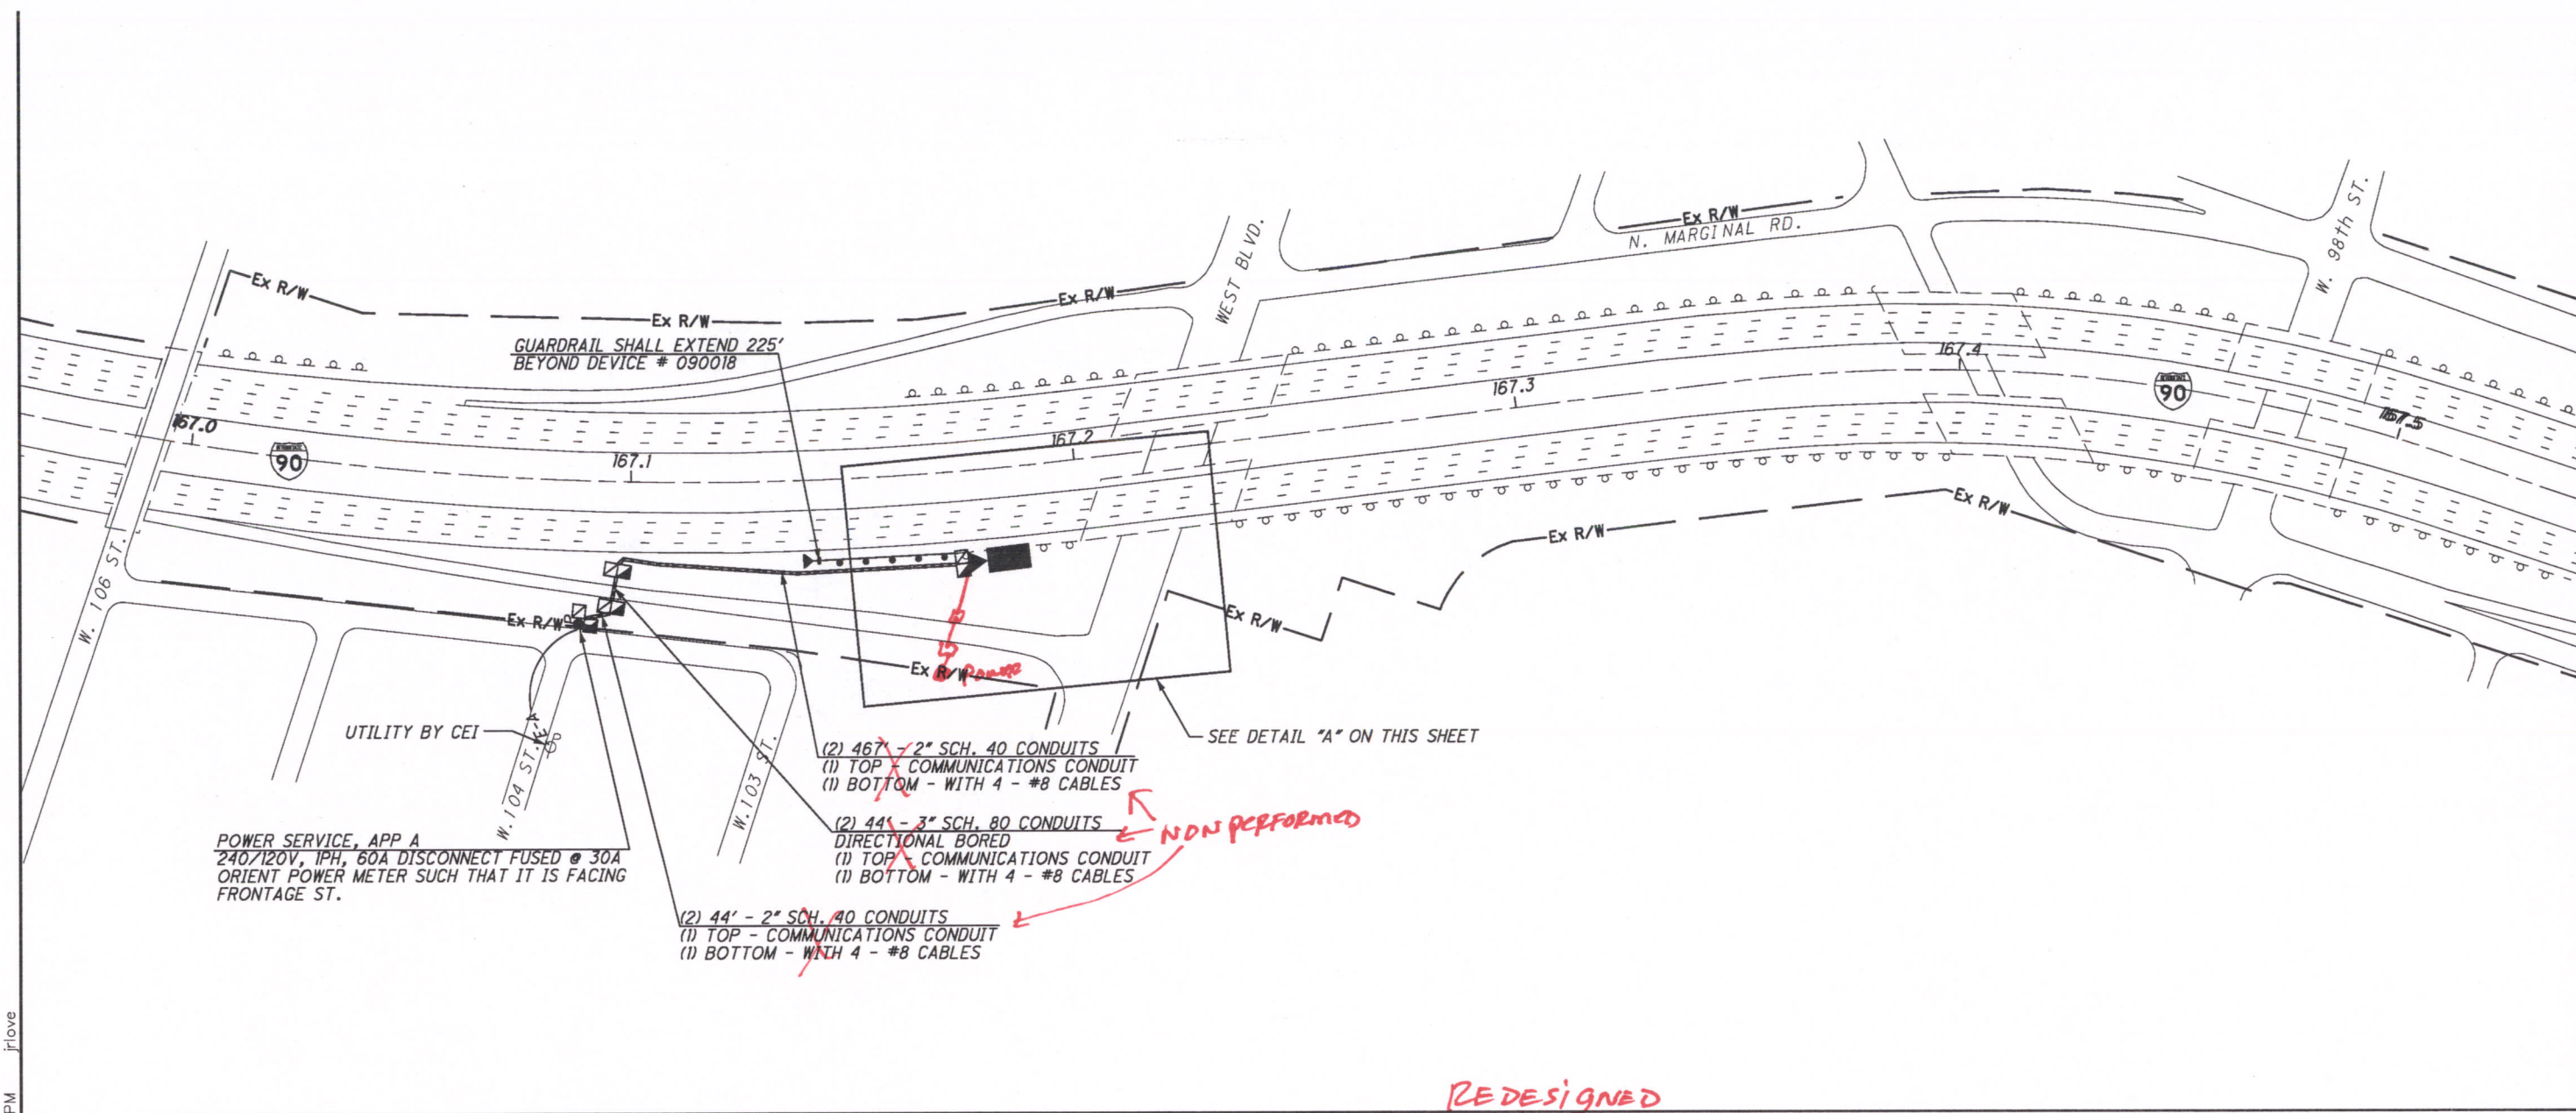 Ex R/W
N. MARGINAL RD.
W. 98th ST.
WEST BLVD.
Ex R/W
Ex R/W
Ex R/W
GUARDRAIL SHALL EXTEND 225'
BEYOND DEVICE # 090018
167.0
90
167.1
167.2
167.3
167.4
90
167.5
Ex R/W
Ex R/W
Ex R/W
Ex R/W
Ex R/W
POWER
W. 106 ST.
UTILITY BY CEI
W. 104 ST.
W. 103 ST.
SEE DETAIL "A" ON THIS SHEET
(2) 467' - 2" SCH. 40 CONDUITS
(1) TOP - COMMUNICATIONS CONDUIT
(1) BOTTOM - WITH 4 - #8 CABLES
(2) 44' - 3" SCH. 80 CONDUITS
DIRECTIONAL BORED
(1) TOP - COMMUNICATIONS CONDUIT
(1) BOTTOM - WITH 4 - #8 CABLES
NON PERFORMED
POWER SERVICE, APP A
240/120V, 1PH, 60A DISCONNECT FUSED @ 30A
ORIENT POWER METER SUCH THAT IT IS FACING
FRONTAGE ST.
(2) 44' - 2" SCH. 40 CONDUITS
(1) TOP - COMMUNICATIONS CONDUIT
(1) BOTTOM - WITH 4 - #8 CABLES
jrlove
PM
REDESIGNED